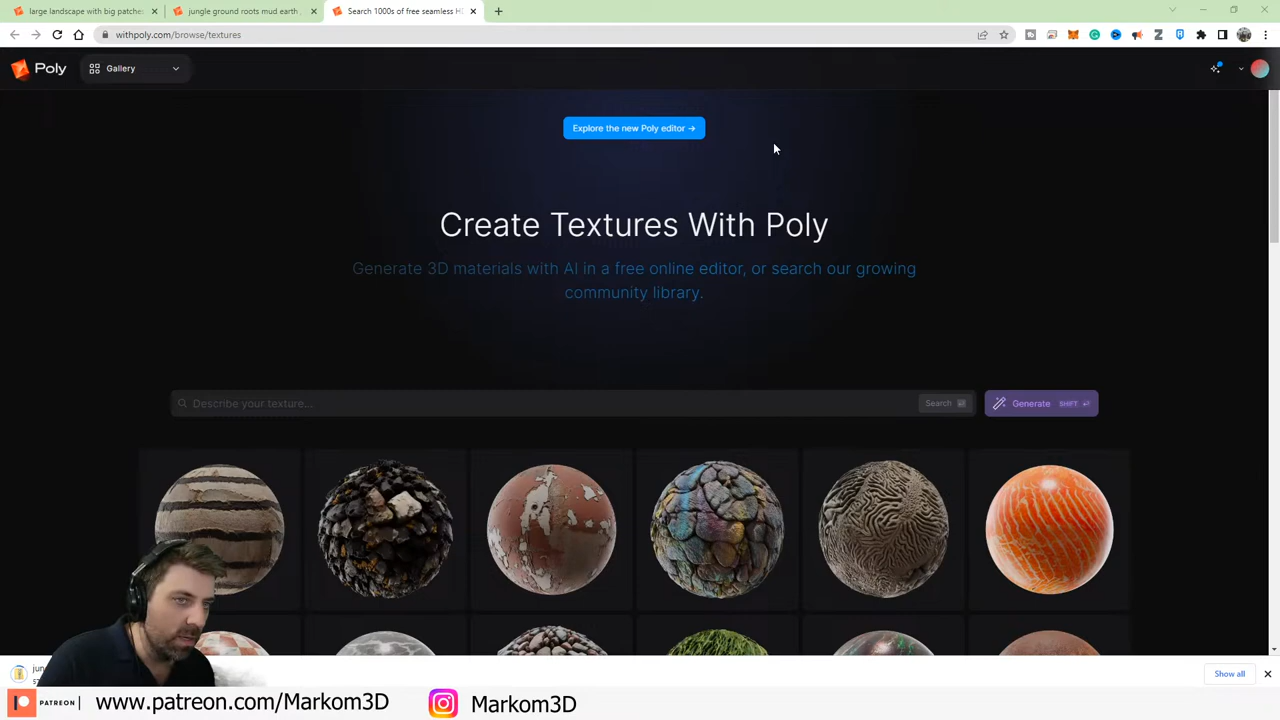 large landscape with big patche
jungle ground roots mud earth
Search 1000s of free seamless HD
withpoly.com/browse/textures
Poly
Gallery
Explore the new Poly editor →
Create Textures With Poly
Generate 3D materials with AI in a free online editor, or search our growing
community library.
Describe your texture...
Search
Generate
SHIFT
Show all
PATREON
www.patreon.com/Markom3D
Markom3D